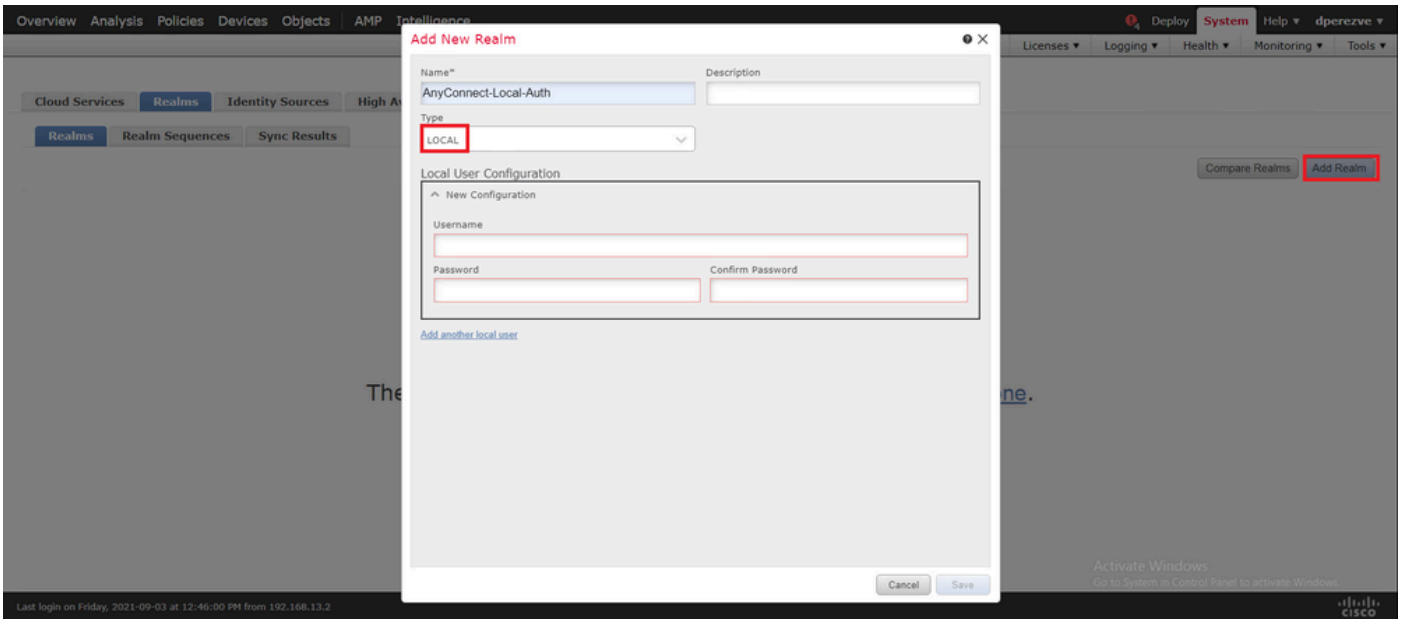 Overview Analysis Policies Devices Objects AMP Intelligence 4 Deploy System Help dperezve
Add New Realm
Licenses Logging Health Monitoring Tools
Name*
Description
AnyConnect-Local-Auth
Cloud Services Realms Identity Sources High
Type
LOCAL
Realms Realm Sequences Sync Results
Compare Realms Add Realm
Local User Configuration
New Configuration
Username
Password
Confirm Password
Add another local user
The
ne.
Activate Windows
Go to System in Control Panel to activate Windows.
Cancel Save
Last login on Friday, 2021-09-03 at 12:46:00 PM from 192.168.13.2
CISCO